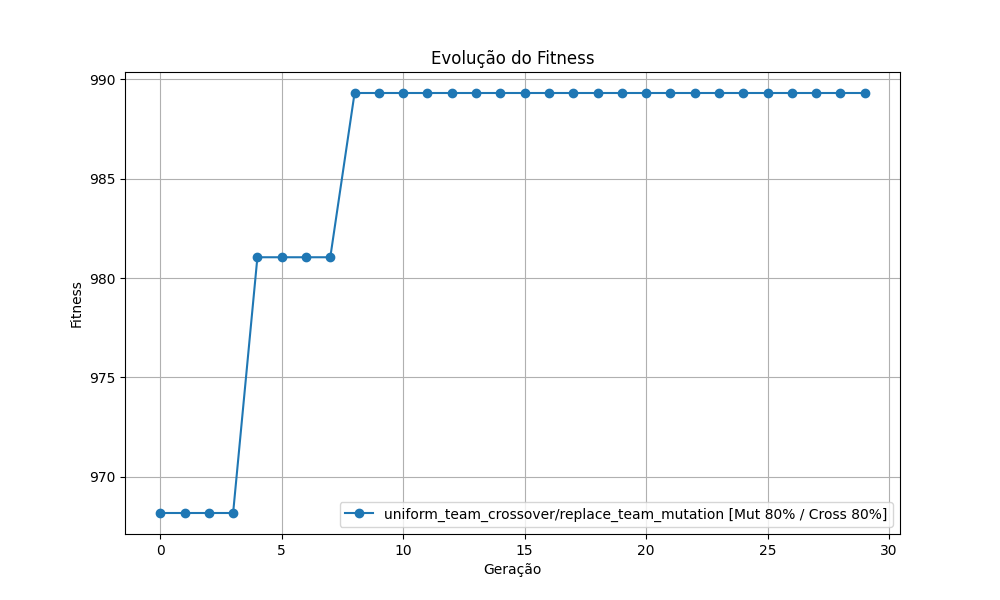 Evolução do Fitness
990
985
980
975
970
Fitness
uniform_team_crossover/replace_team_mutation [Mut 80% / Cross 80%]
0 5 10 15 20 25 30
Geração